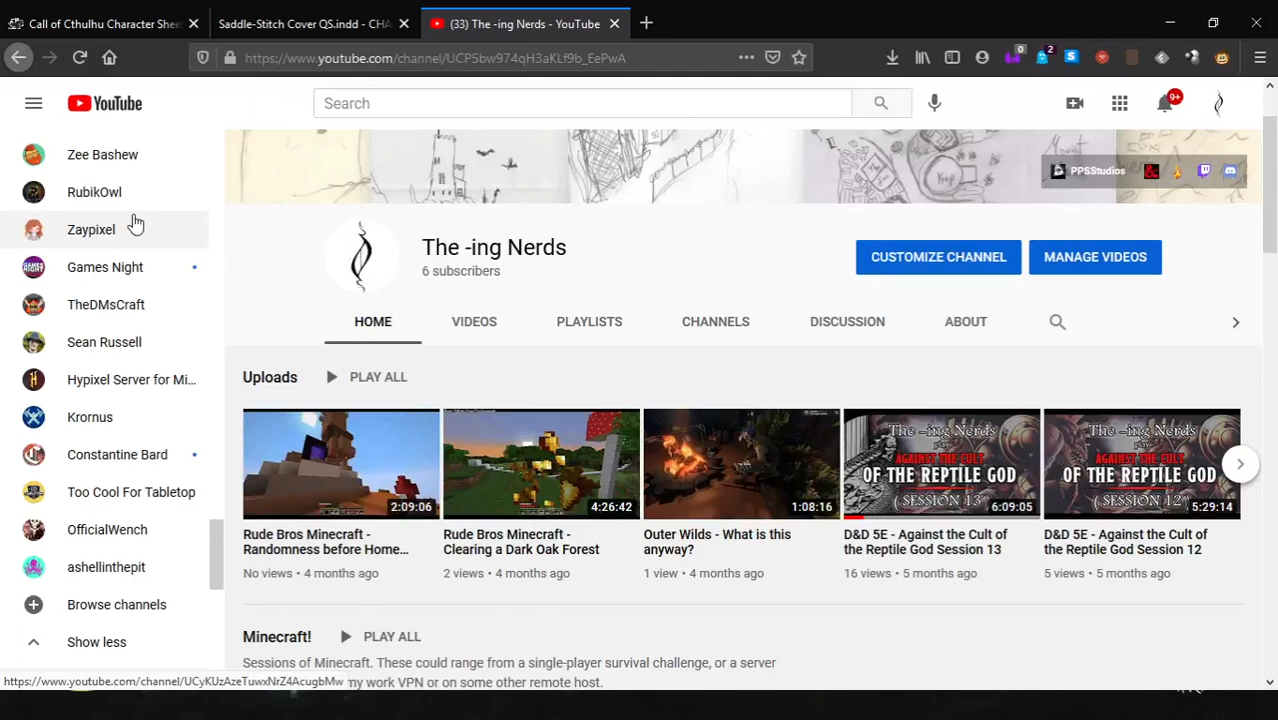 Call of Cthulhu Character Shee
Saddle-Stitch Cover QS.indd - CHA
(33) The -ing Nerds - YouTube
https://www.youtube.com/channel/UCP5bw974qH3aKLf9b_EePwA
0
2
YouTube
Search
9+
Zee Bashew
RubikOwl
Zaypixel
Games Night
TheDMsCraft
Sean Russell
Hypixel Server for Mi...
Krornus
Constantine Bard
Too Cool For Tabletop
OfficialWench
ashellinthepit
Browse channels
Show less
PPSStudios
The -ing Nerds
6 subscribers
CUSTOMIZE CHANNEL
MANAGE VIDEOS
HOME VIDEOS PLAYLISTS CHANNELS DISCUSSION ABOUT
Uploads PLAY ALL
2:09:06
Rude Bros Minecraft -
Randomness before Home...
No views • 4 months ago
4:26:42
Rude Bros Minecraft -
Clearing a Dark Oak Forest
2 views • 4 months ago
1:08:16
Outer Wilds - What is this
anyway?
1 view • 4 months ago
The -ing Nerds
play
AGAINST THE CULT
OF THE REPTILE GOD
( SESSION 13 )
6:09:05
D&D 5E - Against the Cult of
the Reptile God Session 13
16 views • 5 months ago
The -ing Nerds
play
AGAINST THE CULT
OF THE REPTILE GOD
( SESSION 12 )
5:29:14
D&D 5E - Against the Cult of
the Reptile God Session 12
5 views • 5 months ago
Minecraft! PLAY ALL
Sessions of Minecraft. These could range from a single-player survival challenge, or a server
my work VPN or on some other remote host.
https://www.youtube.com/channel/UCyKUzAzeTuwxNrZ4AcugbMw